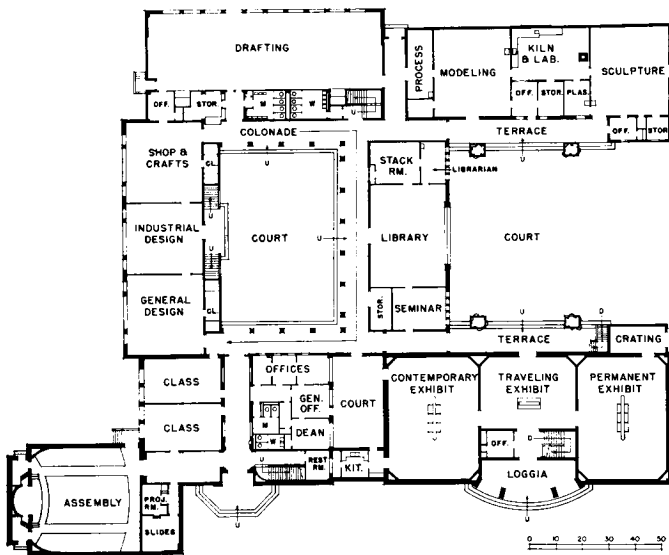 DRAFTING
PROCESS
MODELING
KILN
& LAB.
SCULPTURE
OFF.
STOR.
M
W
U
OFF.
STOR.
PLAS.
COLONADE
TERRACE
OFF.
STOR.
SHOP &
CRAFTS
CL.
U
STACK
RM.
LIBRARIAN
U
INDUSTRIAL
DESIGN
U
U
COURT
U
LIBRARY
COURT
GENERAL
DESIGN
CL.
STOR.
SEMINAR
U
D
TERRACE
CRATING
CLASS
OFFICES
GEN.
OFF.
COURT
CONTEMPORARY
EXHIBIT
TRAVELING
EXHIBIT
PERMANENT
EXHIBIT
CLASS
M
W
DEAN
OFF.
D
U
REST
RM.
KIT.
LOGGIA
ASSEMBLY
PROJ.
RM.
SLIDES
U
U
0 10 20 30 40 50